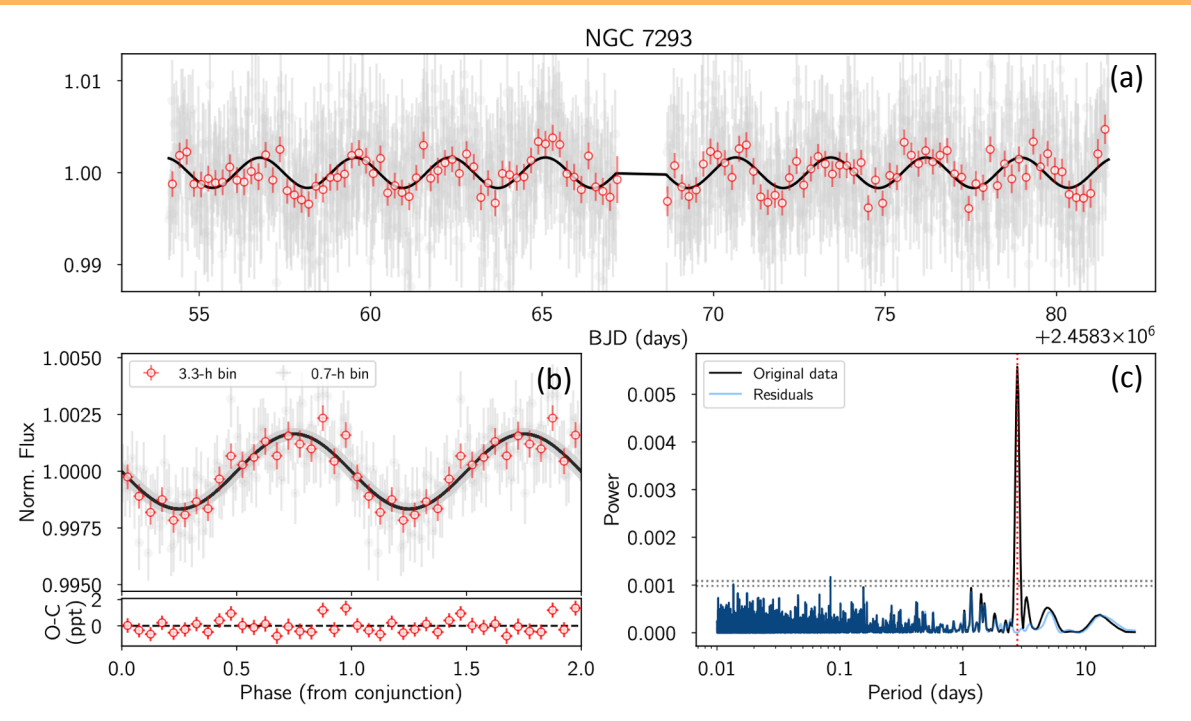 NGC 7293
(a)
1.01
1.00
0.99
55 60 65 70 75 80
BJD (days)
+2.4583×10⁶
(b)
3.3-h bin 0.7-h bin
Norm. Flux
1.0050
1.0025
1.0000
0.9975
0.9950
O-C
(ppt)
2
0
0.0 0.5 1.0 1.5 2.0
Phase (from conjunction)
(c)
Original data
Residuals
Power
0.005
0.004
0.003
0.002
0.001
0.000
0.01 0.1 1 10
Period (days)